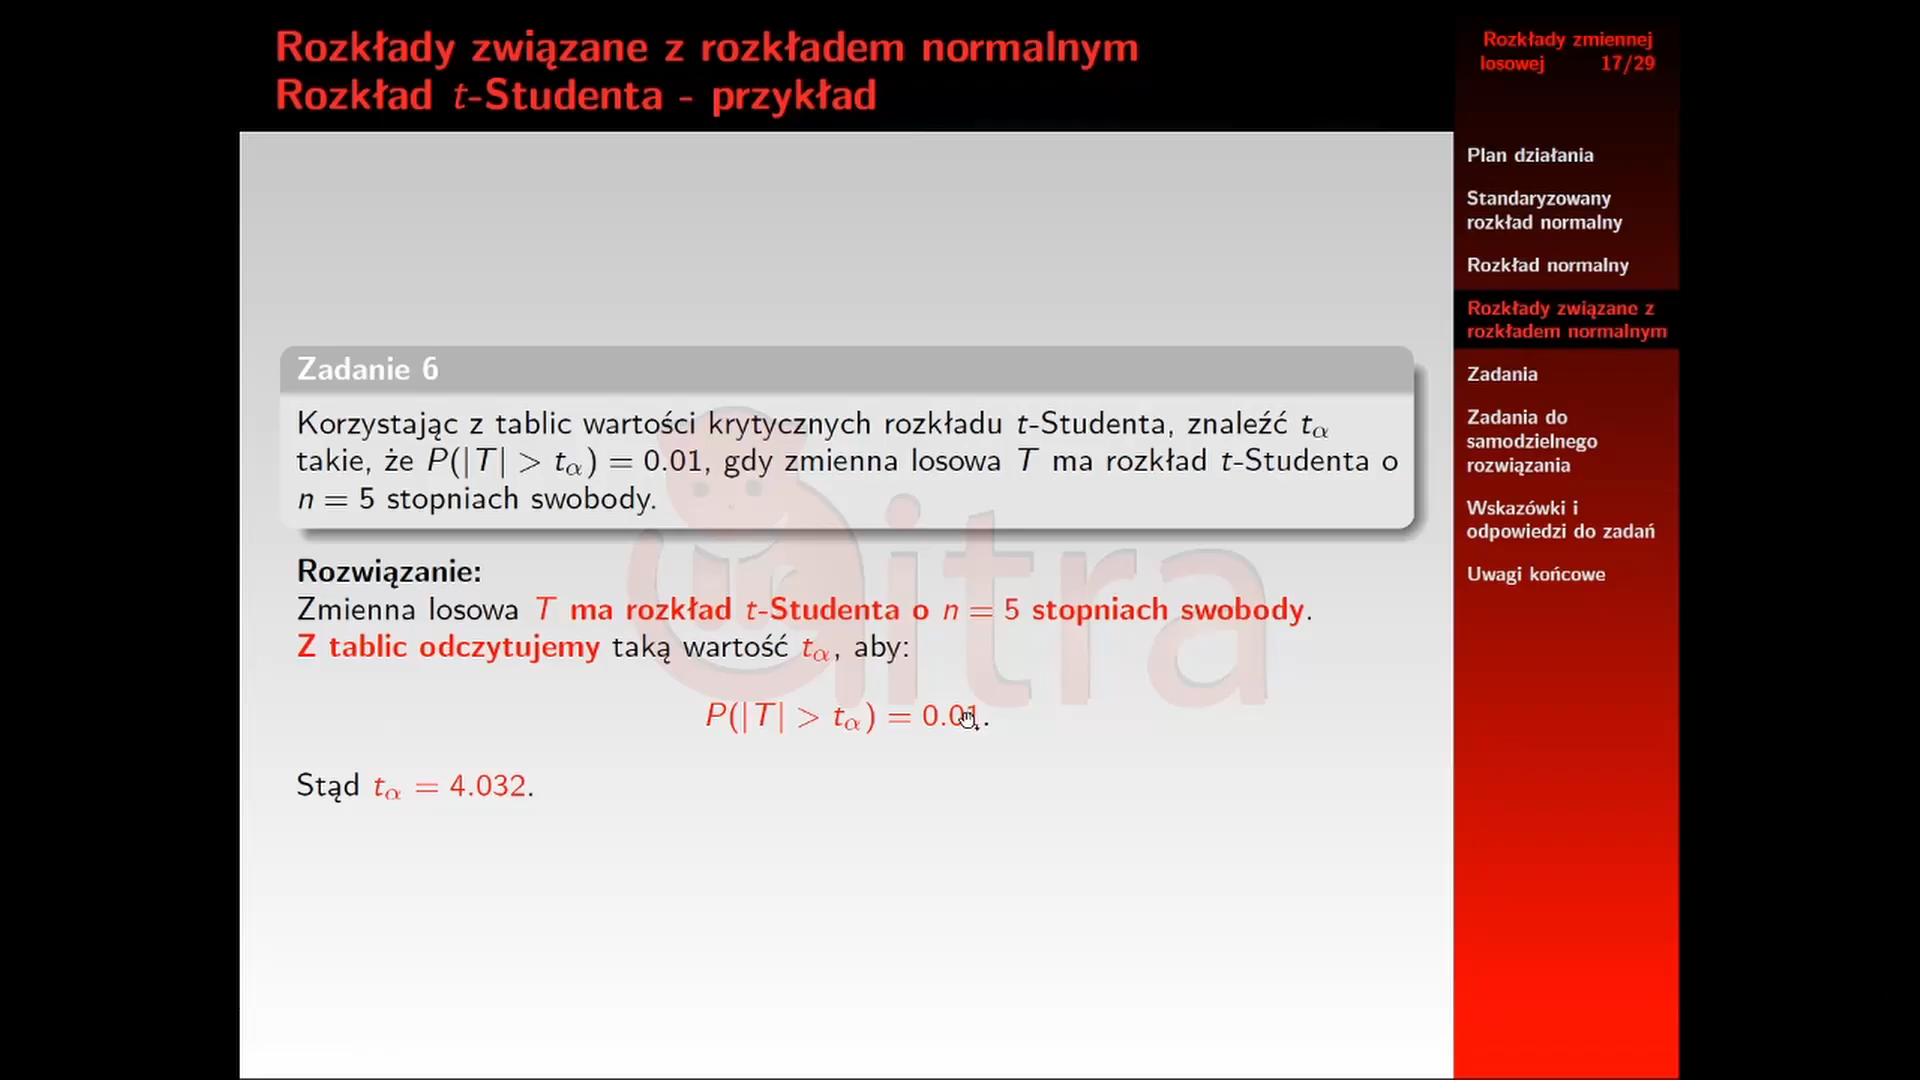 Rozkłady związane z rozkładem normalnym
Rozkład t-Studenta - przykład
Rozkłady zmiennej
losowej 17/29
Plan działania
Standaryzowany
rozkład normalny
Rozkład normalny
Rozkłady związane z
rozkładem normalnym
Zadania
Zadania do
samodzielnego
rozwiązania
Wskazówki i
odpowiedzi do zadań
Uwagi końcowe
Zadanie 6
Korzystając z tablic wartości krytycznych rozkładu t-Studenta, znaleźć tα
takie, że P(|T| > tα) = 0.01, gdy zmienna losowa T ma rozkład t-Studenta o
n = 5 stopniach swobody.
Rozwiązanie:
Zmienna losowa T ma rozkład t-Studenta o n = 5 stopniach swobody.
Z tablic odczytujemy taką wartość tα, aby:
P(|T| > tα) = 0.01.
Stąd tα = 4.032.
itra